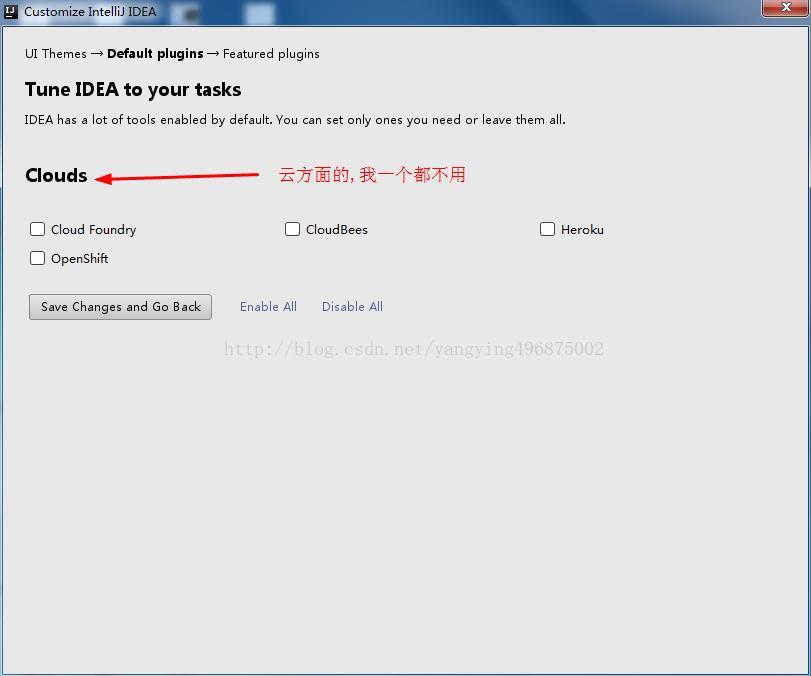 Customize IntelliJ IDEA
UI Themes → Default plugins → Featured plugins
Tune IDEA to your tasks
IDEA has a lot of tools enabled by default. You can set only ones you need or leave them all.
Clouds 云方面的,我一个都不用
Cloud Foundry CloudBees Heroku
OpenShift
Save Changes and Go Back Enable All Disable All
http://blog.csdn.net/yangying496875002